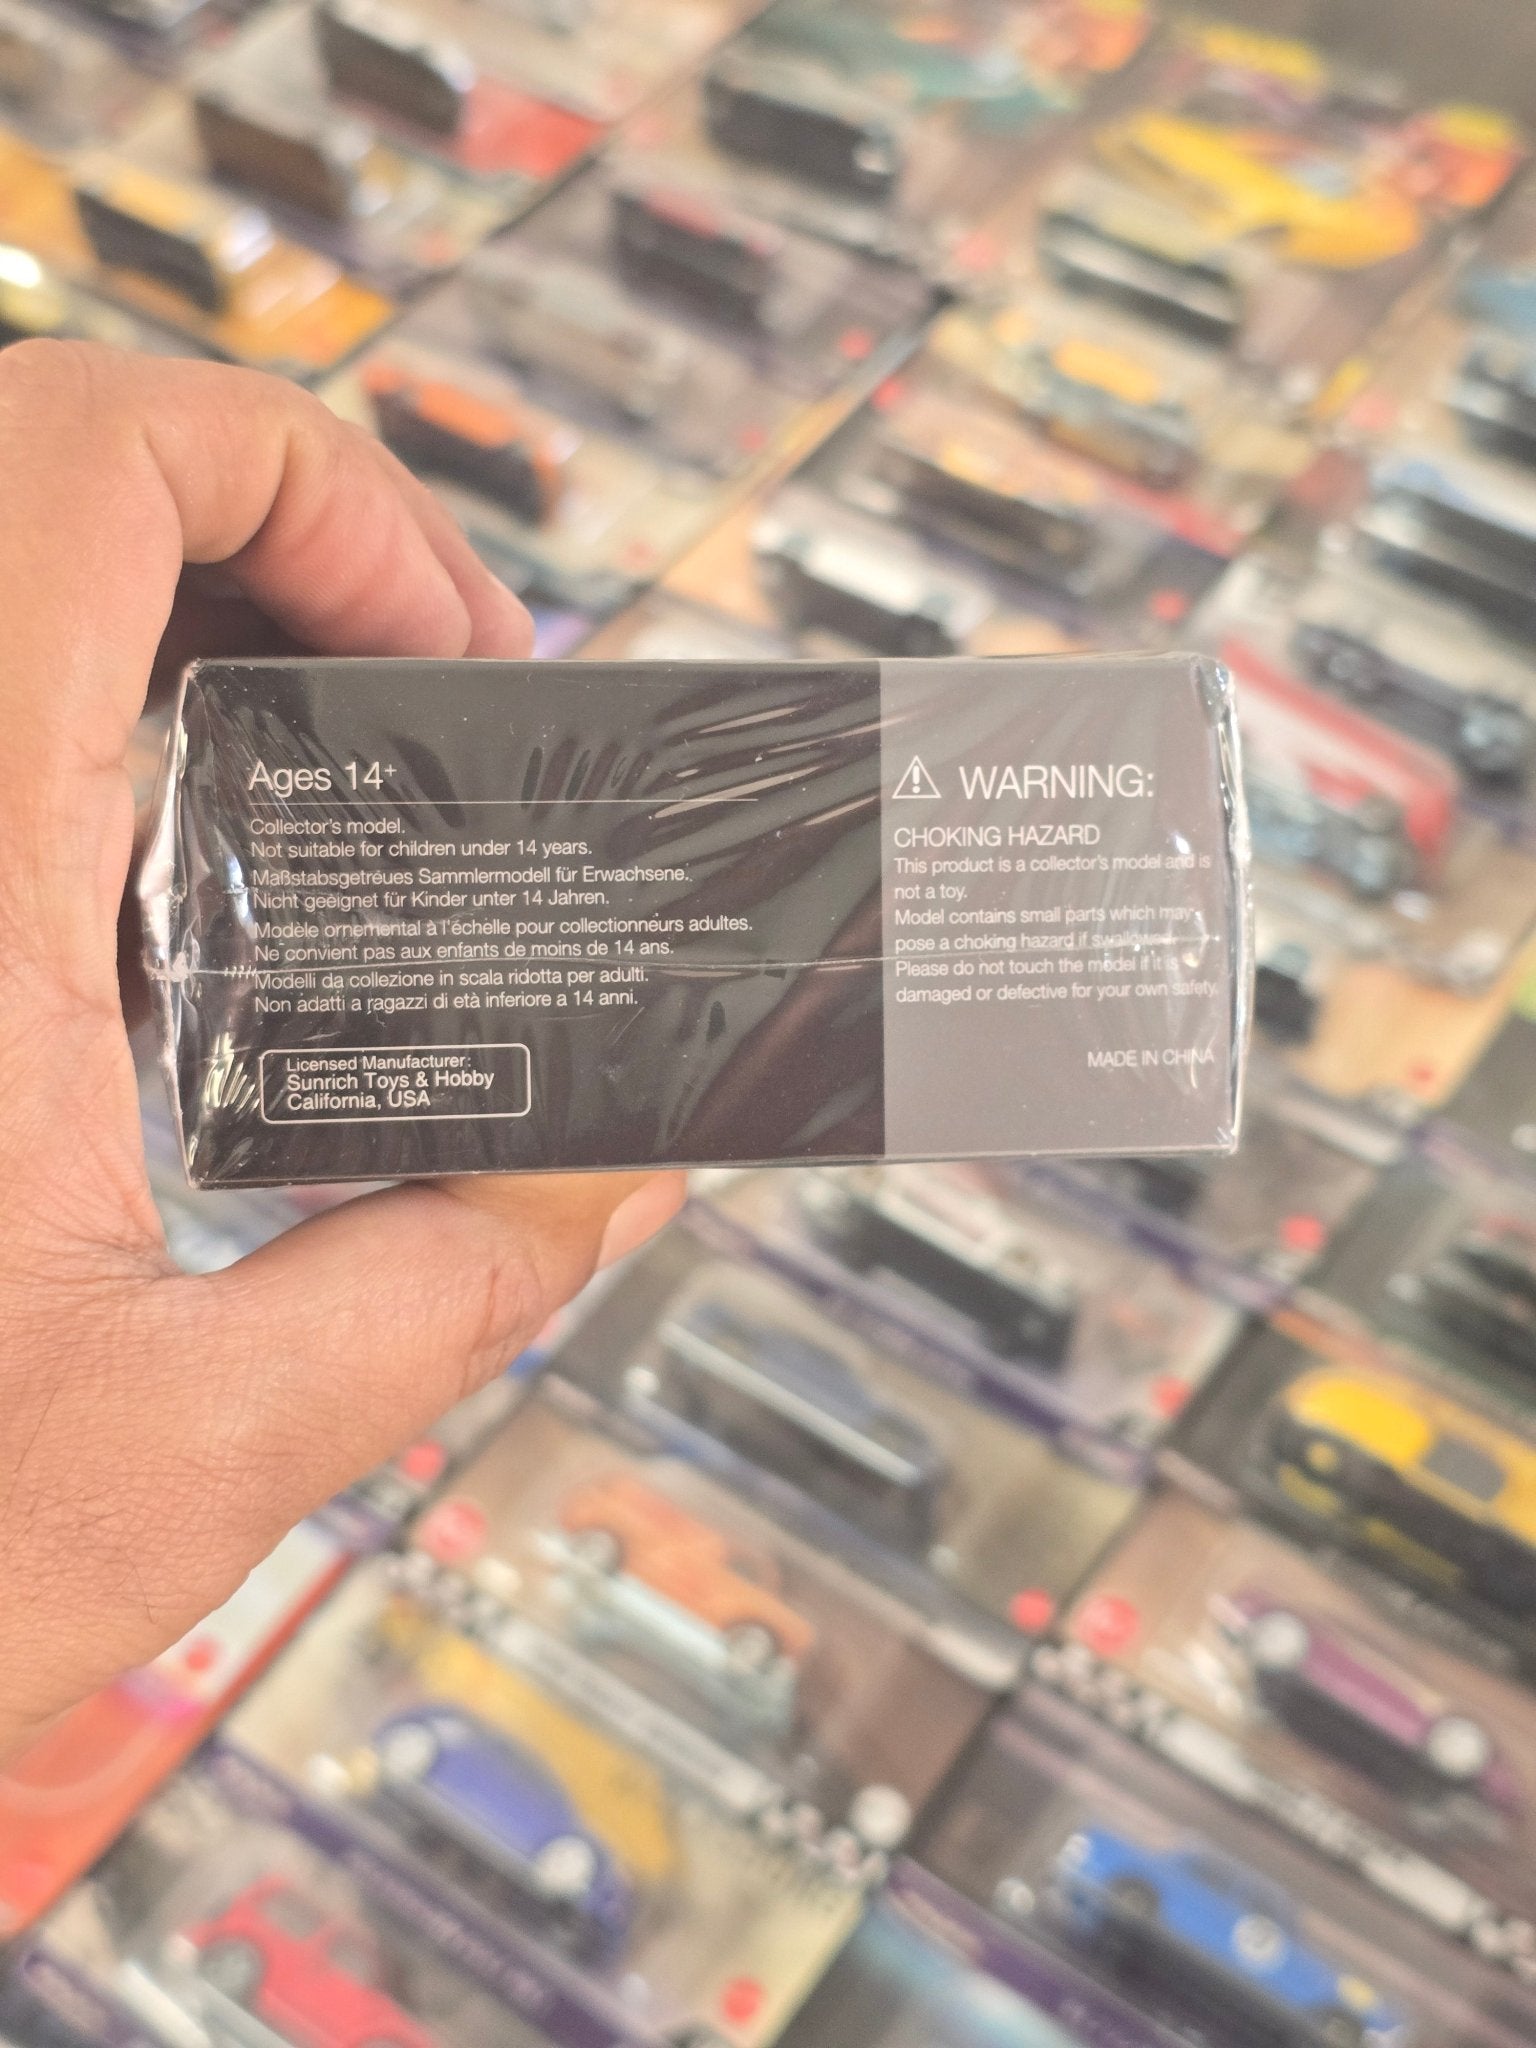 Ages 14+
Collector's model.
Not suitable for children under 14 years.
Maßstabsgetreues Sammlermodell für Erwachsene.
Nicht geeignet für Kinder unter 14 Jahren.
Modèle ornemental à l'échelle pour collectionneurs adultes.
Ne convient pas aux enfants de moins de 14 ans.
Modelli da collezione in scala ridotta per adulti.
Non adatti a ragazzi di età inferiore a 14 anni.
Licensed Manufacturer:
Sunrich Toys & Hobby
California, USA
WARNING:
CHOKING HAZARD
This product is a collector's model and is
not a toy.
Model contains small parts which may
pose a choking hazard if swallowed.
Please do not touch the model if it is
damaged or defective for your own safety.
MADE IN CHINA